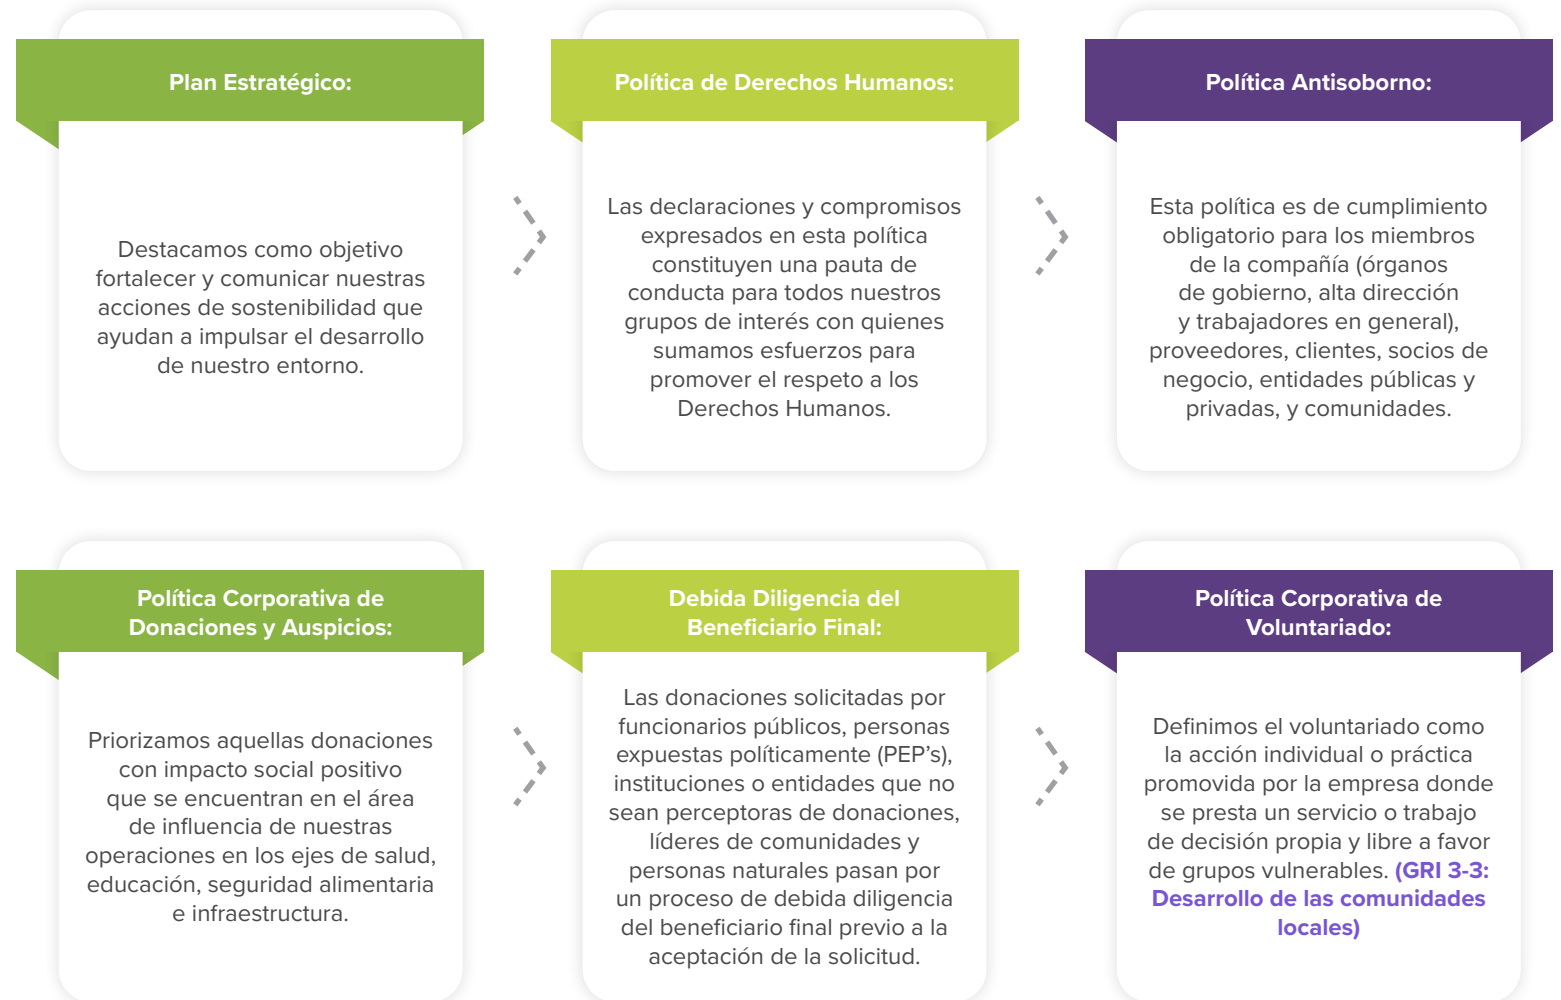 Plan Estratégico:
Destacamos como objetivo
fortalecer y comunicar nuestras
acciones de sostenibilidad que
ayudan a impulsar el desarrollo
de nuestro entorno.
Política de Derechos Humanos:
Las declaraciones y compromisos
expresados en esta política
constituyen una pauta de
conducta para todos nuestros
grupos de interés con quienes
sumamos esfuerzos para
promover el respeto a los
Derechos Humanos.
Política Antisoborno:
Esta política es de cumplimiento
obligatorio para los miembros
de la compañía (órganos
de gobierno, alta dirección
y trabajadores en general),
proveedores, clientes, socios de
negocio, entidades públicas y
privadas, y comunidades.
Política Corporativa de
Donaciones y Auspicios:
Priorizamos aquellas donaciones
con impacto social positivo
que se encuentran en el área
de influencia de nuestras
operaciones en los ejes de salud,
educación, seguridad alimentaria
e infraestructura.
Debida Diligencia del
Beneficiario Final:
Las donaciones solicitadas por
funcionarios públicos, personas
expuestas políticamente (PEP’s),
instituciones o entidades que no
sean perceptoras de donaciones,
líderes de comunidades y
personas naturales pasan por
un proceso de debida diligencia
del beneficiario final previo a la
aceptación de la solicitud.
Política Corporativa de
Voluntariado:
Definimos el voluntariado como
la acción individual o práctica
promovida por la empresa donde
se presta un servicio o trabajo
de decisión propia y libre a favor
de grupos vulnerables. (GRI 3-3:
Desarrollo de las comunidades
locales)